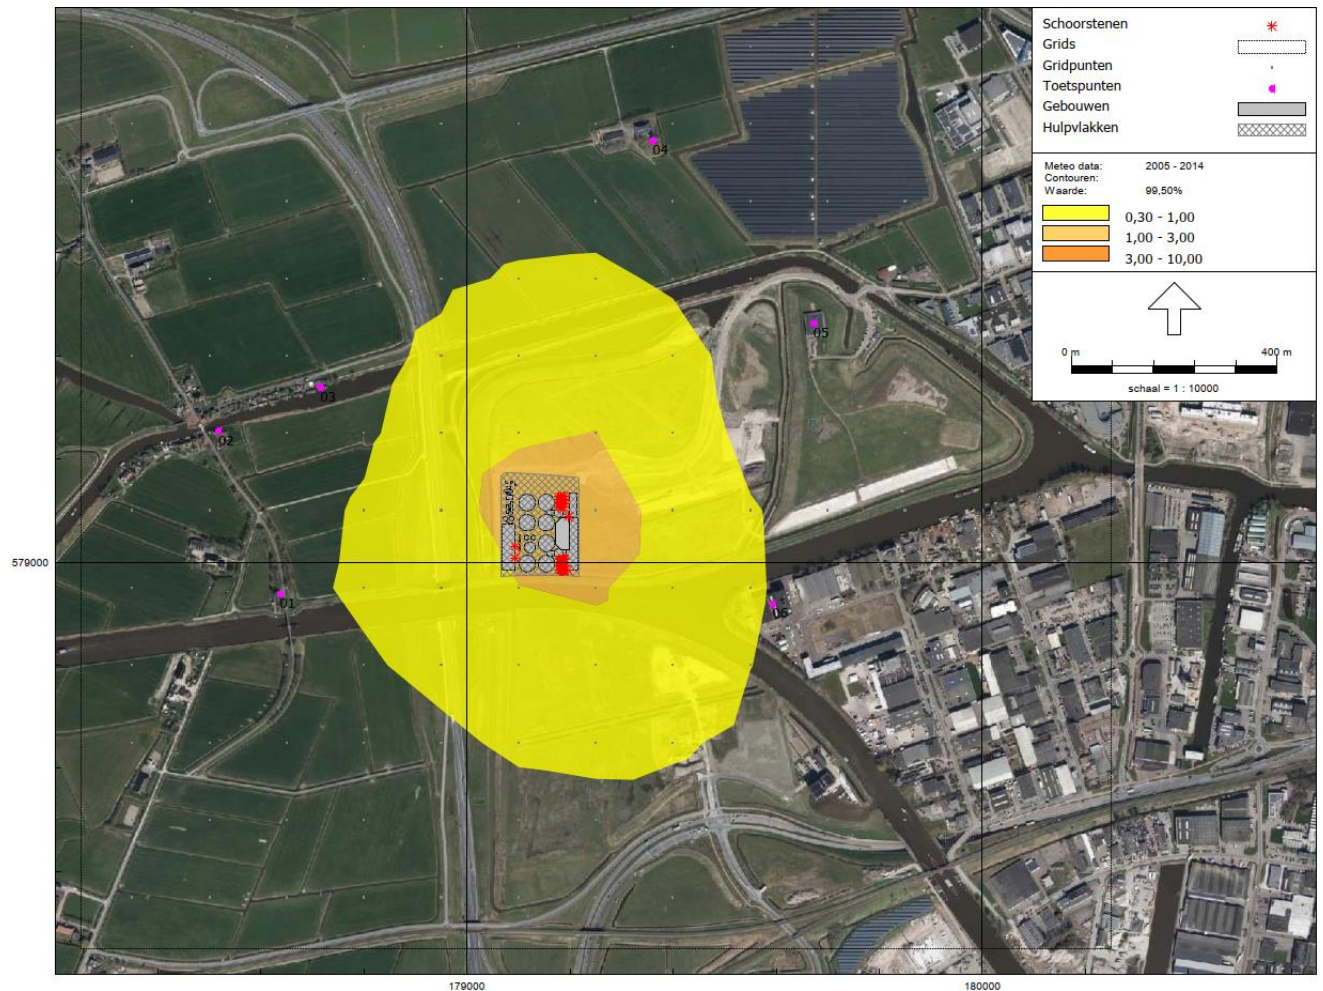 Schoorstenen
Grids
Gridpunten
Toetspunten
Gebouwen
Hulpvlakken
Meteo data: 2005 - 2014
Contouren:
Waarde: 99,50%
0,30 - 1,00
1,00 - 3,00
3,00 - 10,00
0 m 400 m
schaal = 1 : 10000
04
05
03
02
579000
01
06
179000 180000